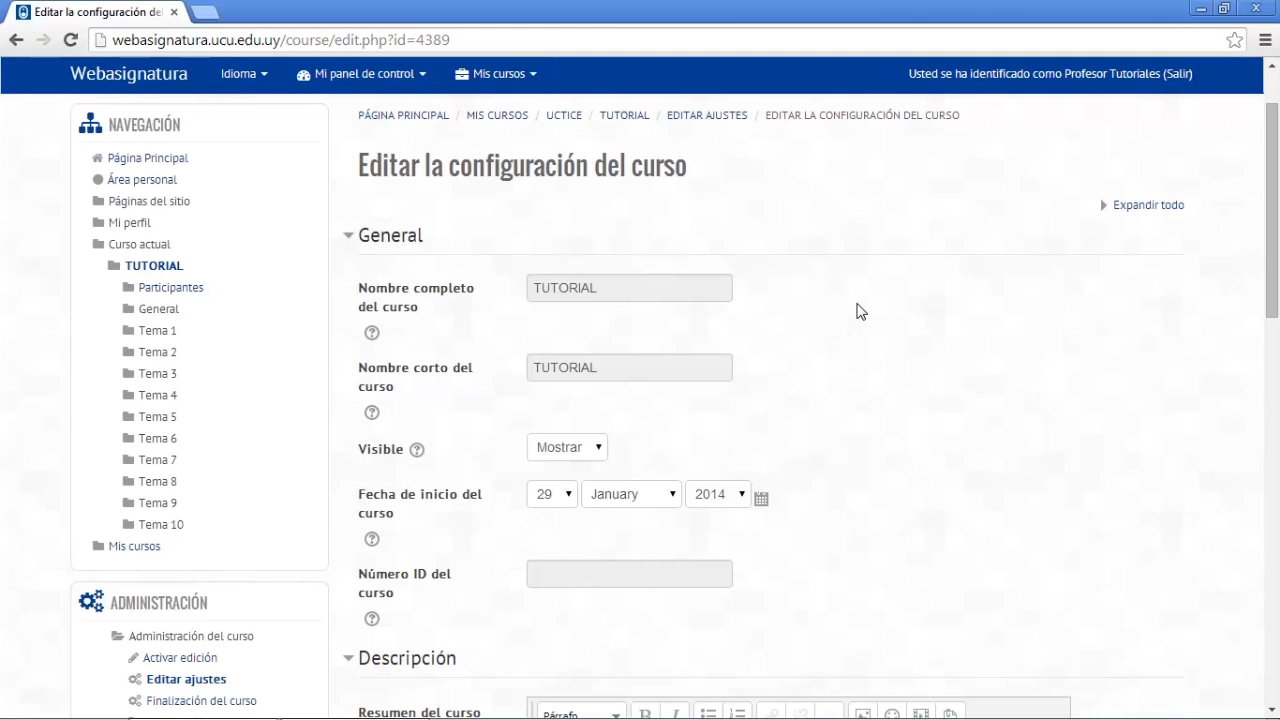 Editar la configuración del
webasignatura.ucu.edu.uy/course/edit.php?id=4389
Webasignatura
Idioma
Mi panel de control
Mis cursos
Usted se ha identificado como Profesor Tutoriales (Salir)
NAVEGACIÓN
Página Principal
Área personal
Páginas del sitio
Mi perfil
Curso actual
TUTORIAL
Participantes
General
Tema 1
Tema 2
Tema 3
Tema 4
Tema 5
Tema 6
Tema 7
Tema 8
Tema 9
Tema 10
Mis cursos
ADMINISTRACIÓN
Administración del curso
Activar edición
Editar ajustes
Finalización del curso
PÁGINA PRINCIPAL / MIS CURSOS / UCTICE / TUTORIAL / EDITAR AJUSTES / EDITAR LA CONFIGURACIÓN DEL CURSO
Editar la configuración del curso
Expandir todo
General
Nombre completo
del curso
TUTORIAL
Nombre corto del
curso
TUTORIAL
Visible
Mostrar
Fecha de inicio del
curso
29 January 2014
Número ID del
curso
Descripción
Resumen del curso
Párrafo
B I